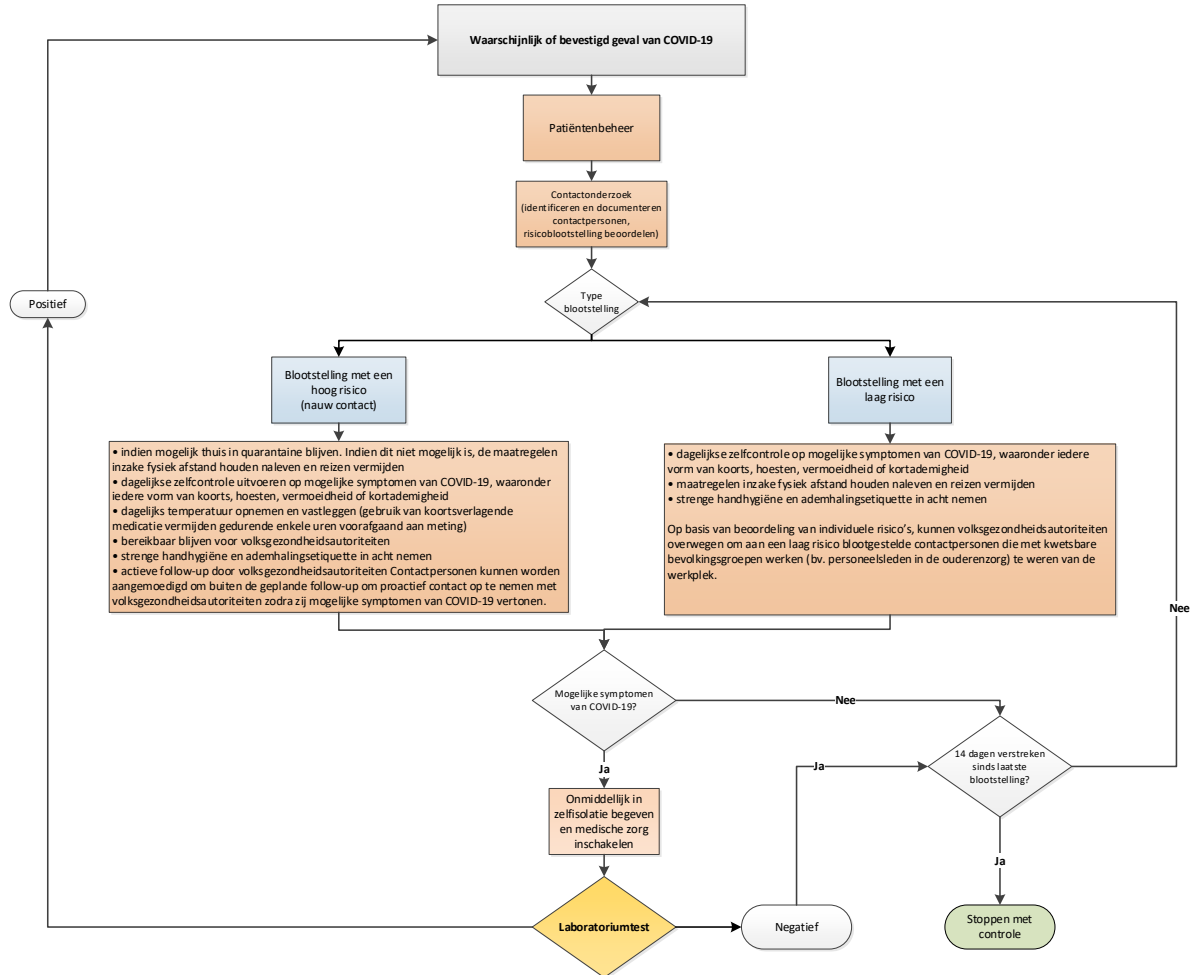 Waarschijnlijk of bevestigd geval van COVID-19
Patiëntenbeheer
Contactonderzoek
(identificeren en documenteren
contactpersonen,
risicoblootstelling beoordelen)
Positief
Type
blootstelling
Blootstelling met een
hoog risico
(nauw contact)
Blootstelling met een
laag risico
• indien mogelijk thuis in quarantaine blijven. Indien dit niet mogelijk is, de maatregelen
inzake fysiek afstand houden naleven en reizen vermijden
• dagelijkse zelfcontrole uitvoeren op mogelijke symptomen van COVID-19, waaronder
iedere vorm van koorts, hoesten, vermoeidheid of kortademigheid
• dagelijks temperatuur opnemen en vastleggen (gebruik van koortsverlagende
medicatie vermijden gedurende enkele uren voorafgaand aan meting)
• bereikbaar blijven voor volksgezondheidsautoriteiten
• strenge handhygiëne en ademhalingsetiquette in acht nemen
• actieve follow-up door volksgezondheidsautoriteiten Contactpersonen kunnen worden
aangemoedigd om buiten de geplande follow-up om proactief contact op te nemen met
volksgezondheidsautoriteiten zodra zij mogelijke symptomen van COVID-19 vertonen.
• dagelijkse zelfcontrole op mogelijke symptomen van COVID-19, waaronder iedere
vorm van koorts, hoesten, vermoeidheid of kortademigheid
• maatregelen inzake fysiek afstand houden naleven en reizen vermijden
• strenge handhygiëne en ademhalingsetiquette in acht nemen
Op basis van beoordeling van individuele risico's, kunnen volksgezondheidsautoriteiten
overwegen om aan een laag risico blootgestelde contactpersonen die met kwetsbare
bevolkingsgroepen werken (bv. personeelsleden in de ouderenzorg) te weren van de
werkplek.
Nee
Mogelijke symptomen
van COVID-19?
Nee
14 dagen verstreken
sinds laatste
blootstelling?
Ja
Ja
Onmiddellijk in
zelfisolatie begeven
en medische zorg
inschakelen
Ja
Laboratoriumtest
Negatief
Stoppen met
controle